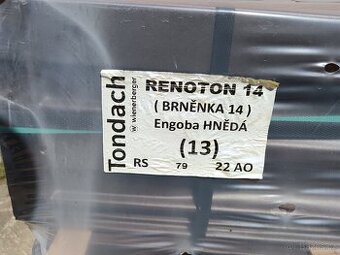 Tondach
w wienerberger
RENOTON 14
( BRNĚNKA 14 )
Engoba HNĚDÁ
(13)
RS 79 22 AO